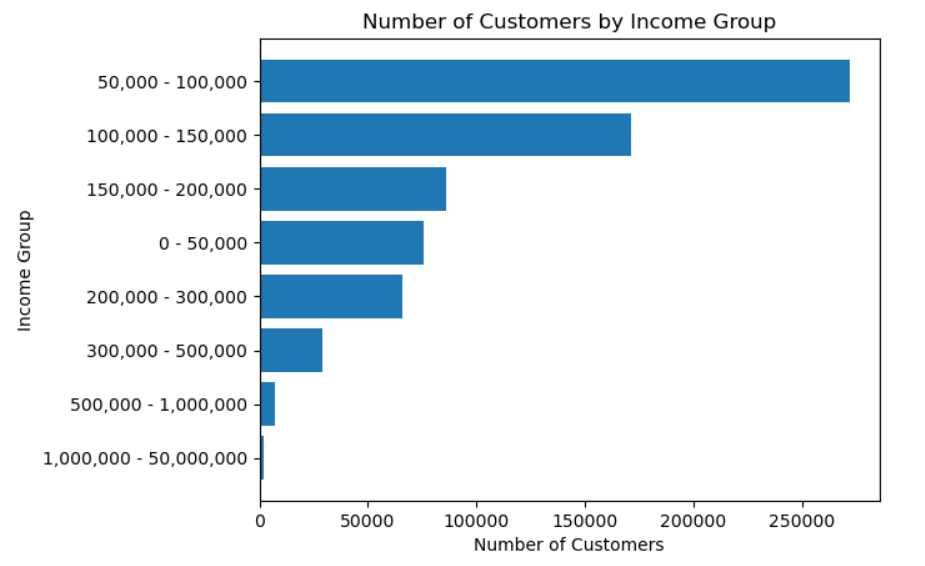 Number of Customers by Income Group
Income Group
50,000 - 100,000
100,000 - 150,000
150,000 - 200,000
0 - 50,000
200,000 - 300,000
300,000 - 500,000
500,000 - 1,000,000
1,000,000 - 50,000,000
0 50000 100000 150000 200000 250000
Number of Customers